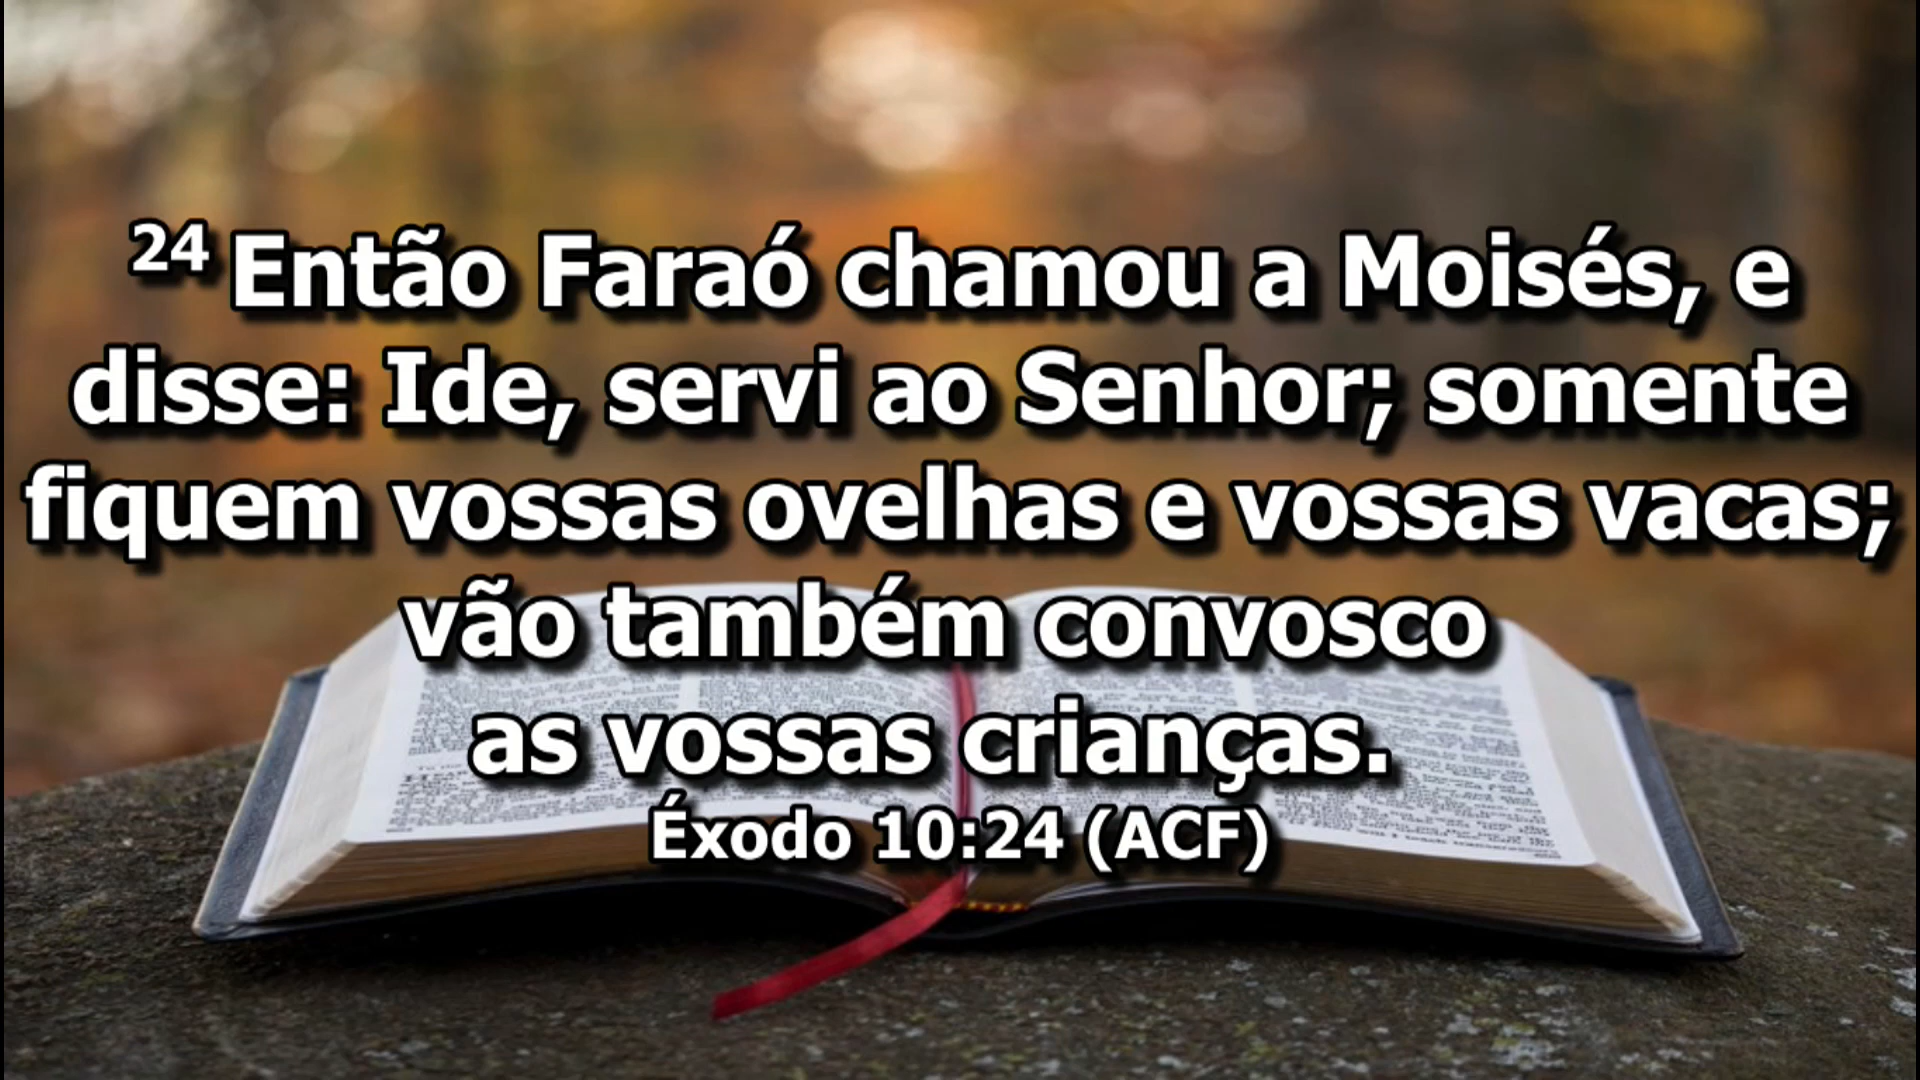 24 Então Faraó chamou a Moisés, e
disse: Ide, servi ao Senhor; somente
fiquem vossas ovelhas e vossas vacas;
vão também convosco
as vossas crianças.
Éxodo 10:24 (ACF)